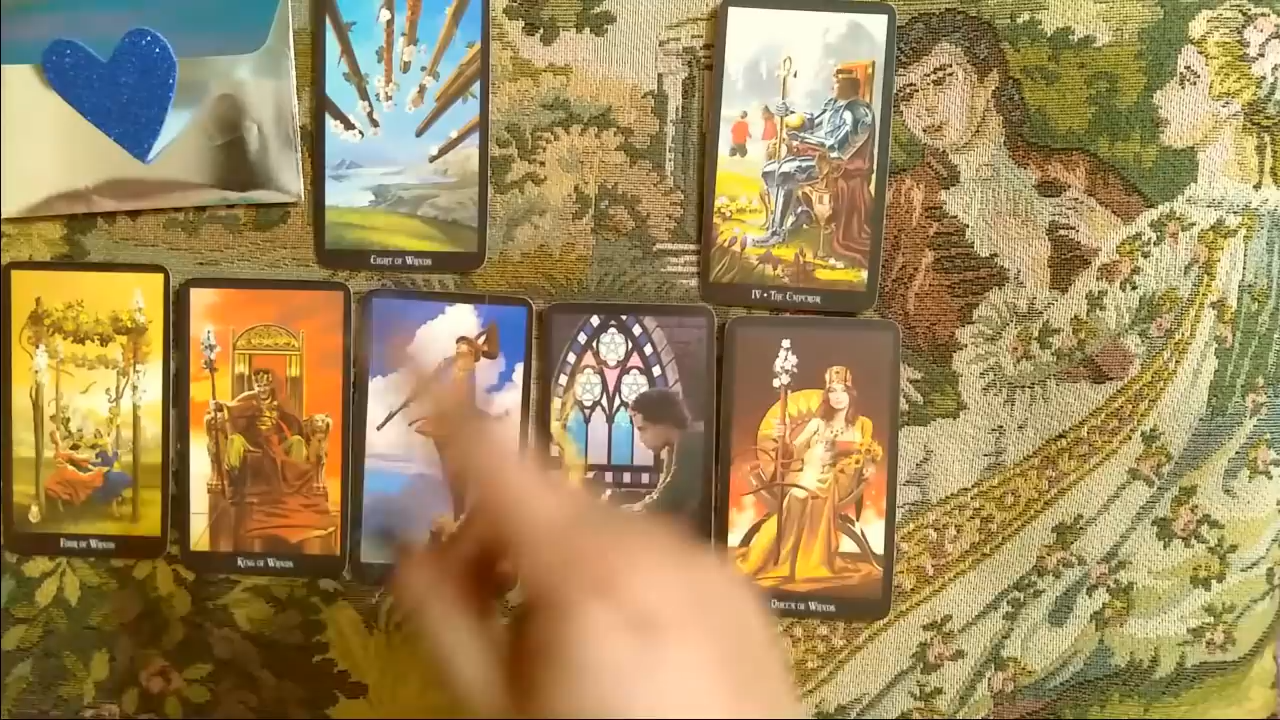 EIGHT OF WANDS
IV • THE EMPEROR
FOUR OF WANDS
KING OF WANDS
QUEEN OF WANDS